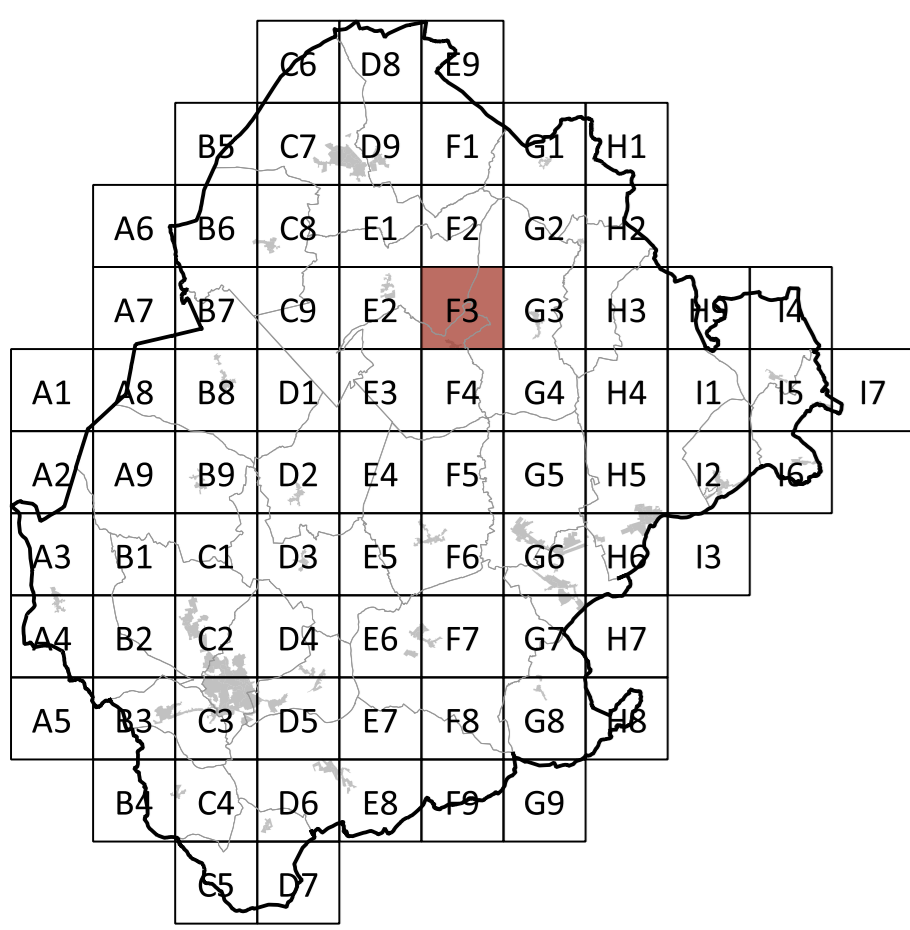 C6 D8 E9
B5 C7 D9 F1 G1 H1
A6 B6 C8 E1 F2 G2 H2
A7 B7 C9 E2 F3 G3 H3 H9 I4
A1 A8 B8 D1 E3 F4 G4 H4 I1 I5 I7
A2 A9 B9 D2 E4 F5 G5 H5 I2 I6
A3 B1 C1 D3 E5 F6 G6 H6 I3
A4 B2 C2 D4 E6 F7 G7 H7
A5 B3 C3 D5 E7 F8 G8 H8
B4 C4 D6 E8 F9 G9
C5 D7